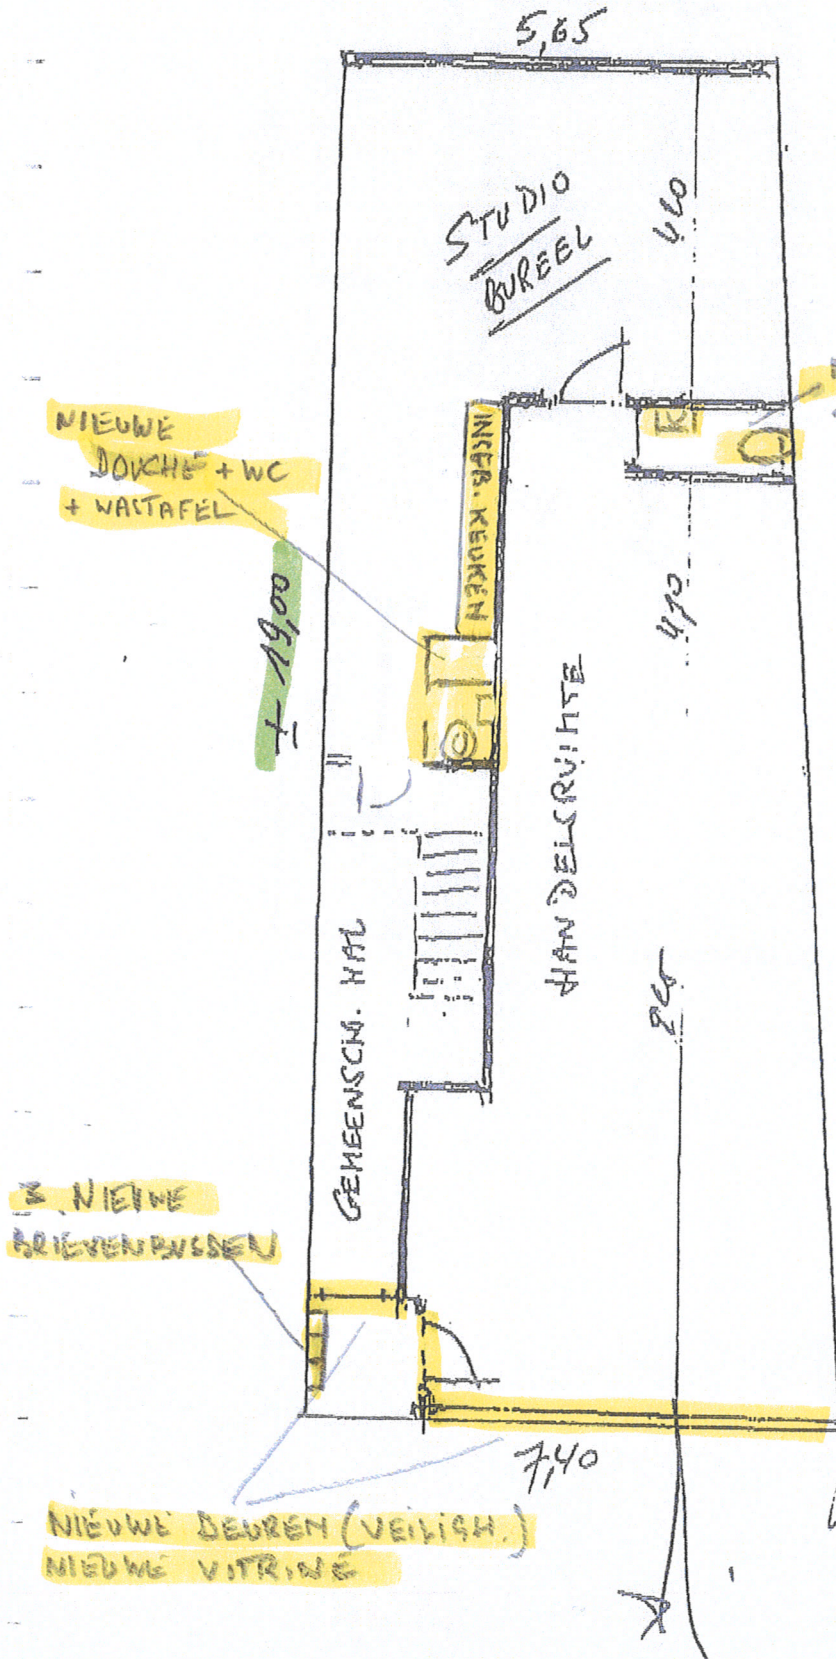 5,65
STUDIO
BUREEL
4,20
NIEUWE
DOUCHE + WC
+ WASTAFEL
INGEB. KEUKEN
K
± 19,00
4,70
HANDELSRUIMTE
GEMEENSCH. HAL
3 NIEUWE
BRIEVENBUSSEN
7,40
NIEUWE DEUREN (VEILIGH.)
NIEUWE VITRINE